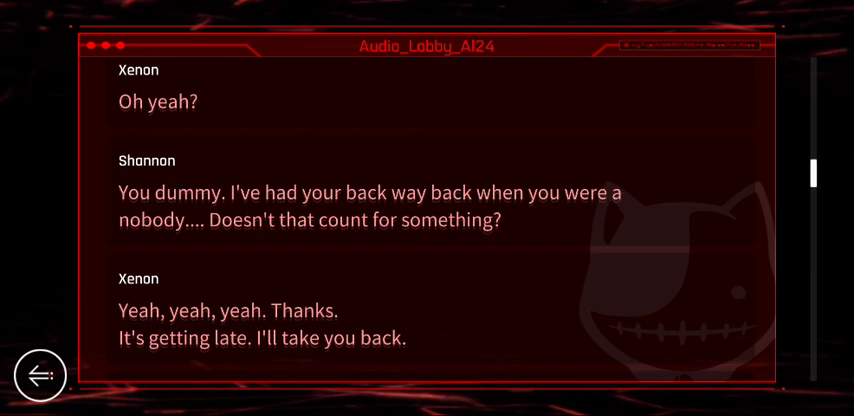 Audio_Lobby_AI24
Xenon
Oh yeah?
Shannon
You dummy. I've had your back way back when you were a
nobody.... Doesn't that count for something?
Xenon
Yeah, yeah, yeah. Thanks.
It's getting late. I'll take you back.